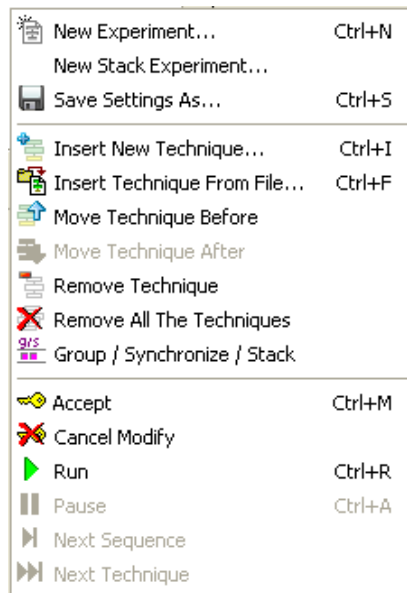 New Experiment... Ctrl+N
New Stack Experiment...
Save Settings As... Ctrl+S
Insert New Technique... Ctrl+I
Insert Technique From File... Ctrl+F
Move Technique Before
Move Technique After
Remove Technique
Remove All The Techniques
g/s Group / Synchronize / Stack
Accept Ctrl+M
Cancel Modify
Run Ctrl+R
Pause Ctrl+A
Next Sequence
Next Technique